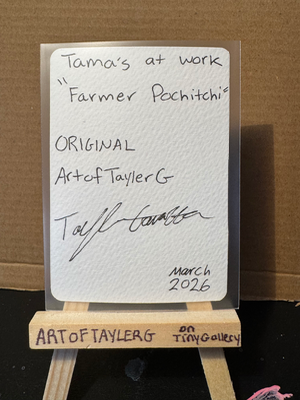 Tama's at work
"Farmer Pochitchi"
ORIGINAL
ArtofTaylerG
March
2026
ARTOFTAYLERG on
TinyGallery